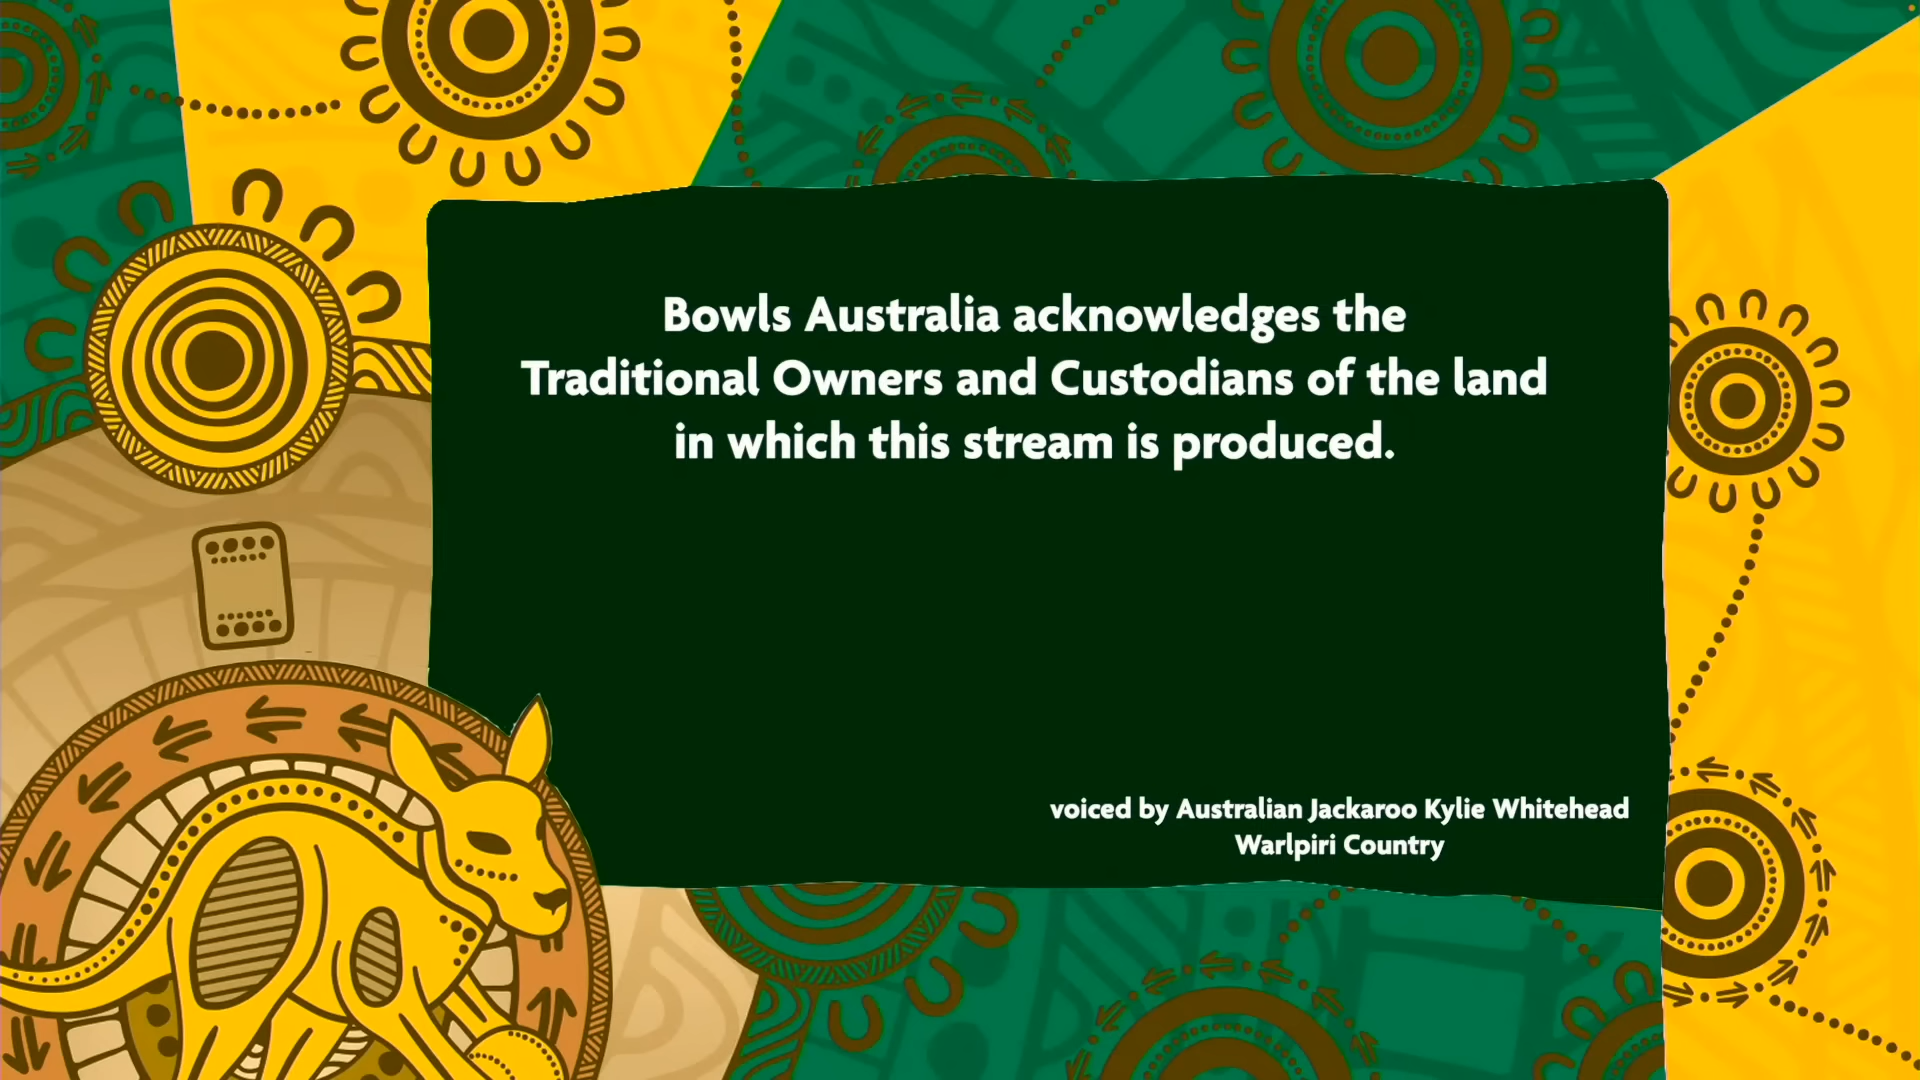 Bowls Australia acknowledges the
Traditional Owners and Custodians of the land
in which this stream is produced.
voiced by Australian Jackaroo Kylie Whitehead
Warlpiri Country